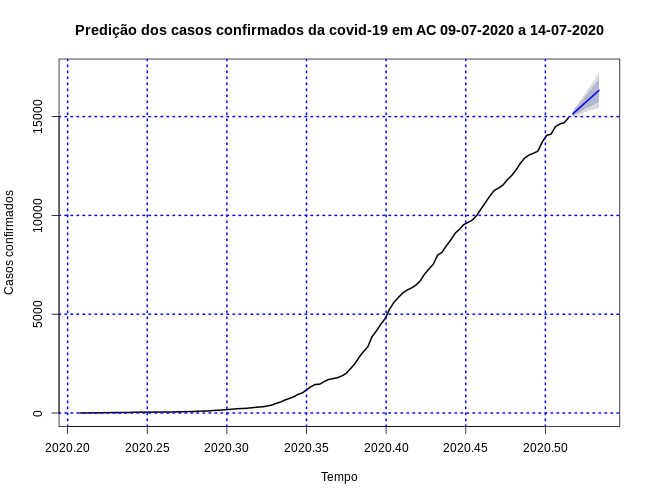 Predição dos casos confirmados da covid-19 em AC 09-07-2020 a 14-07-2020
Casos confirmados
15000
10000
5000
0
2020.20 2020.25 2020.30 2020.35 2020.40 2020.45 2020.50
Tempo